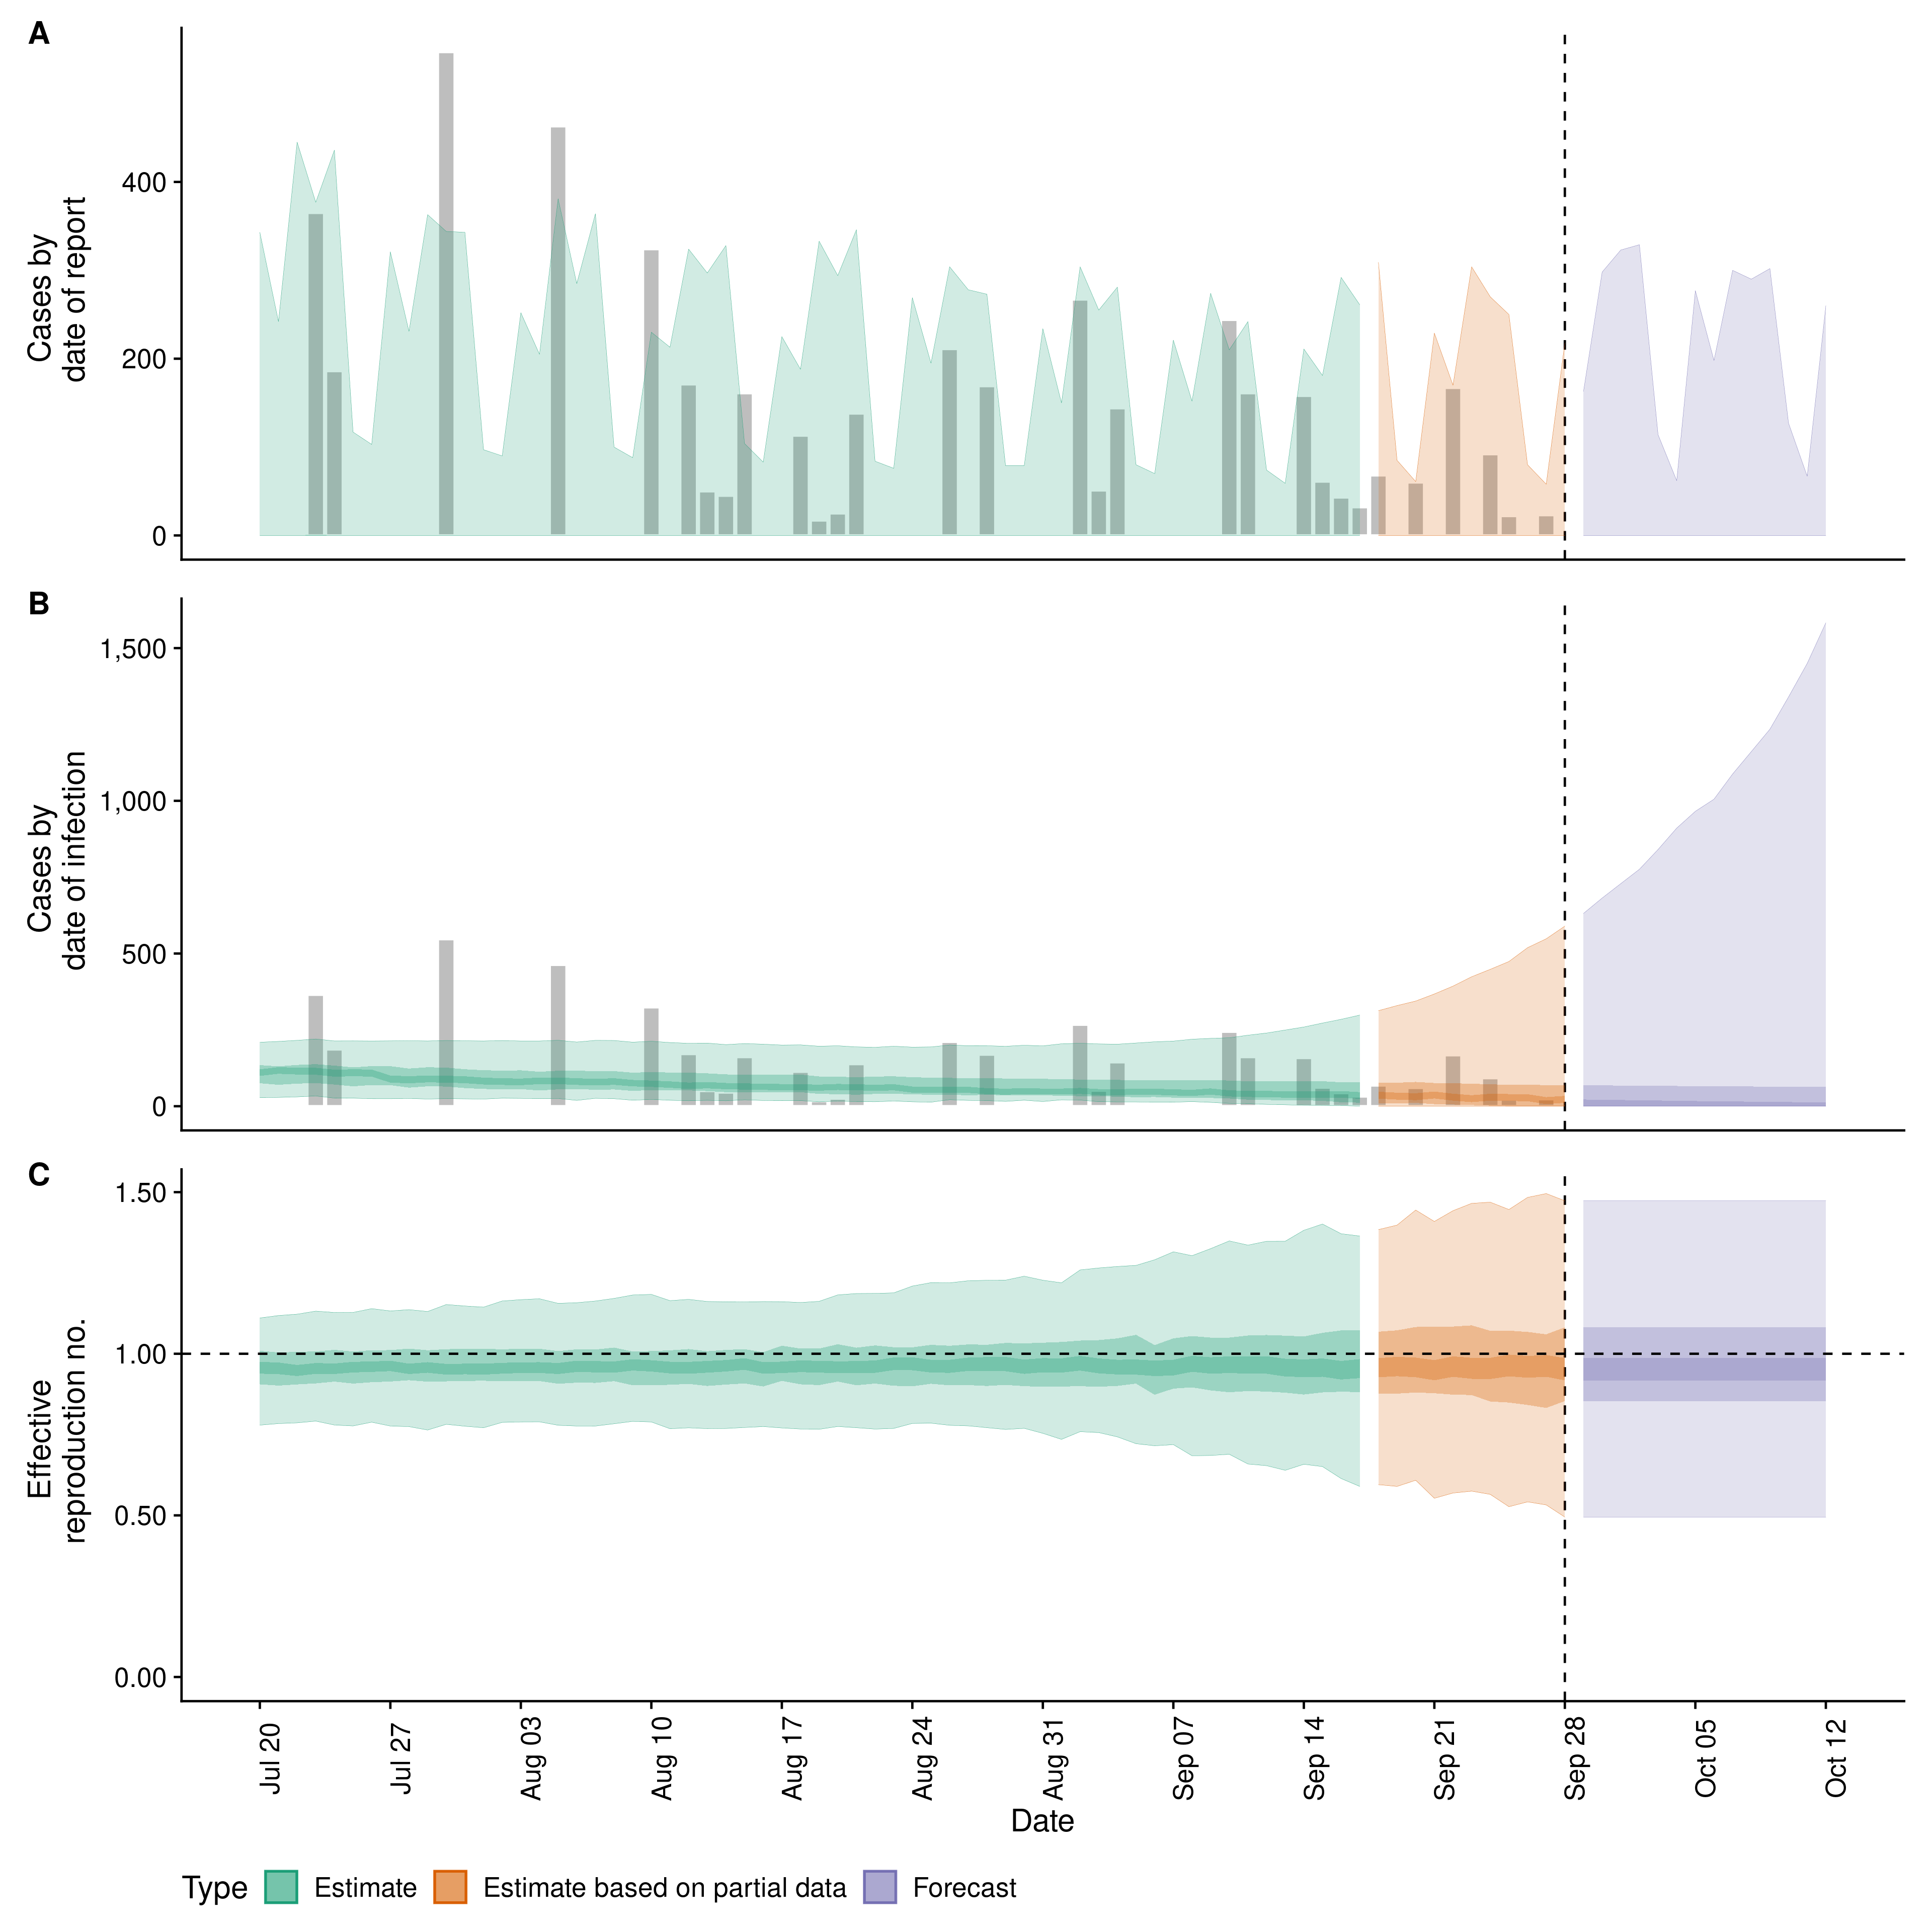 A
Cases by
date of report
400
200
0
B
Cases by
date of infection
1,500
1,000
500
0
C
Effective
reproduction no.
1.50
1.00
0.50
0.00
Jul 20
Jul 27
Aug 03
Aug 10
Aug 17
Aug 24
Aug 31
Sep 07
Sep 14
Sep 21
Sep 28
Oct 05
Oct 12
Date
Type Estimate Estimate based on partial data Forecast